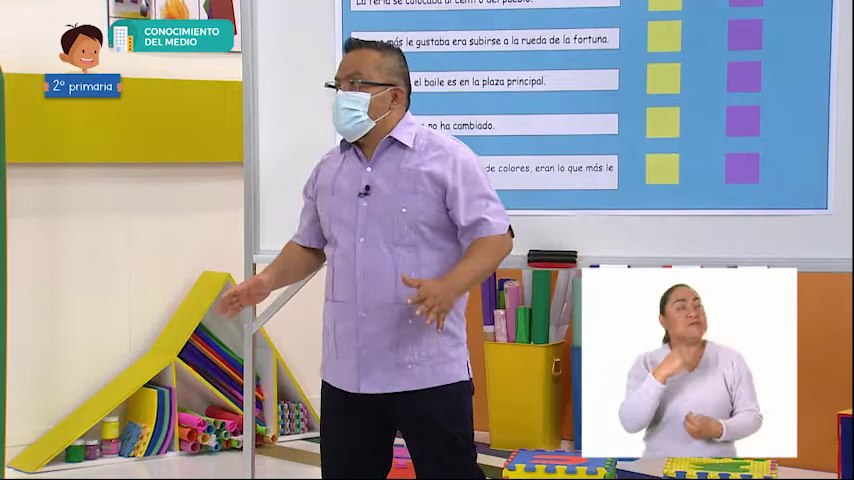 CONOCIMIENTO
DEL MEDIO
2° primaria
La feria se colocaba al centro del pueblo.
que más le gustaba era subirse a la rueda de la fortuna.
el baile es en la plaza principal.
no ha cambiado.
de colores, eran lo que más le